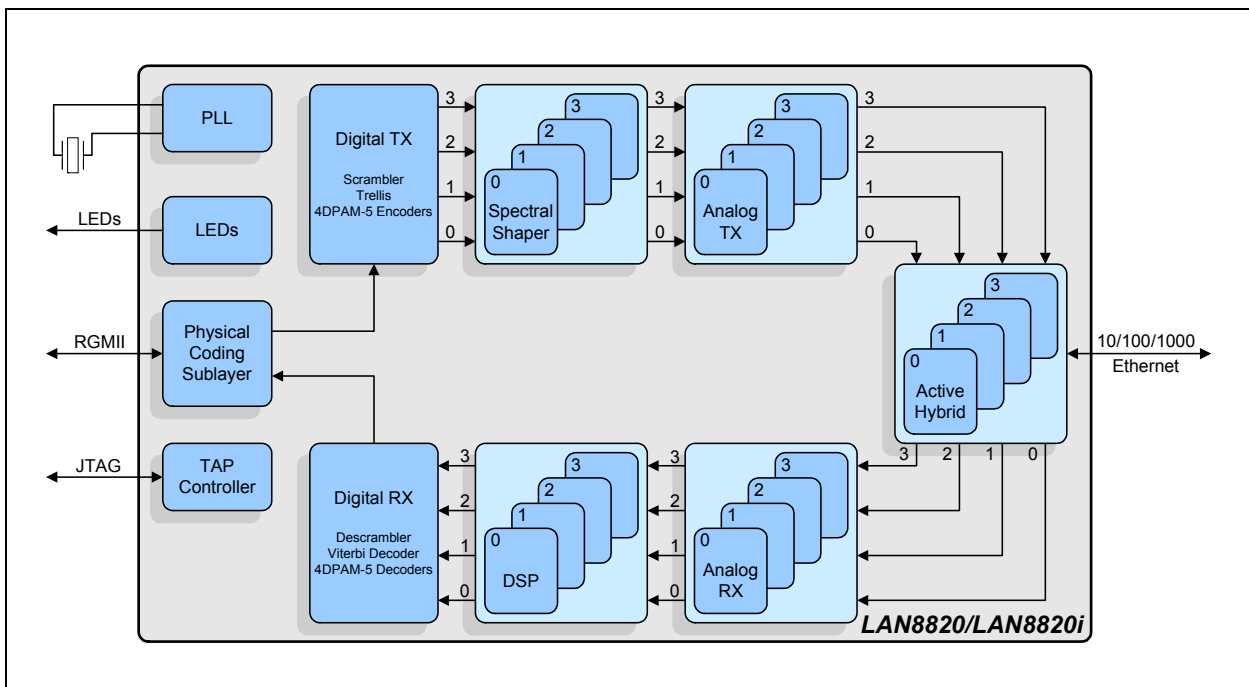 PLL
LEDs
LEDs
RGMII
Physical
Coding
Sublayer
JTAG
TAP
Controller
Digital TX
Scrambler
Trellis
4DPAM-5 Encoders
3
2
1
0
3
2
1
0
Spectral
Shaper
3
2
1
0
3
2
1
0
Analog
TX
3
2
1
0
3
2
1
0
Active
Hybrid
10/100/1000
Ethernet
3
2
1
0
Digital RX
Descrambler
Viterbi Decoder
4DPAM-5 Decoders
3
2
1
0
3
2
1
0
DSP
3
2
1
0
3
2
1
0
Analog
RX
LAN8820/LAN8820i